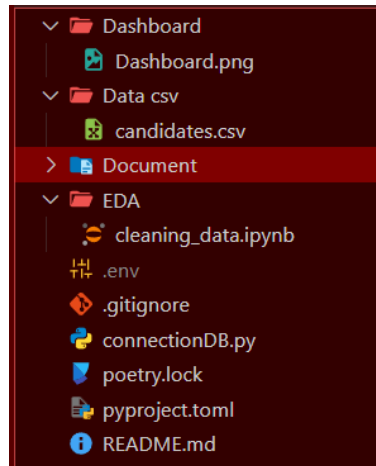 Dashboard
Dashboard.png
Data csv
candidates.csv
Document
EDA
cleaning_data.ipynb
.env
.gitignore
connectionDB.py
poetry.lock
pyproject.toml
README.md